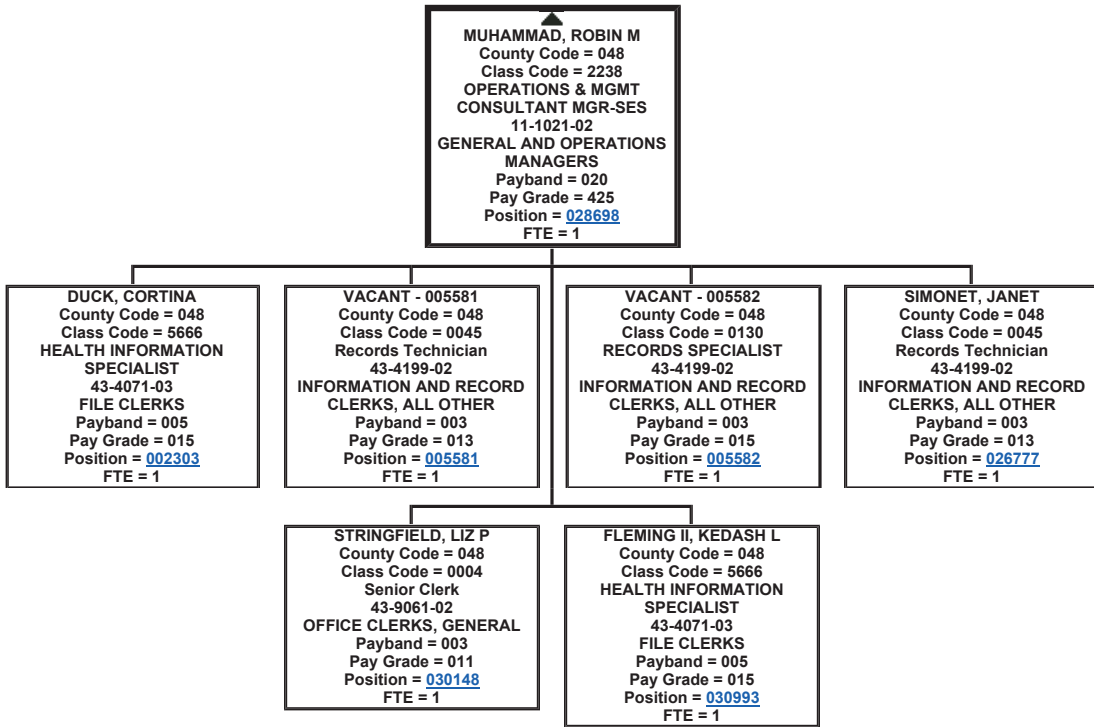 MUHAMMAD, ROBIN M
County Code = 048
Class Code = 2238
OPERATIONS & MGMT
CONSULTANT MGR-SES
11-1021-02
GENERAL AND OPERATIONS
MANAGERS
Payband = 020
Pay Grade = 425
Position = 028698
FTE = 1
DUCK, CORTINA
County Code = 048
Class Code = 5666
HEALTH INFORMATION
SPECIALIST
43-4071-03
FILE CLERKS
Payband = 005
Pay Grade = 015
Position = 002303
FTE = 1
VACANT - 005581
County Code = 048
Class Code = 0045
Records Technician
43-4199-02
INFORMATION AND RECORD
CLERKS, ALL OTHER
Payband = 003
Pay Grade = 013
Position = 005581
FTE = 1
VACANT - 005582
County Code = 048
Class Code = 0130
RECORDS SPECIALIST
43-4199-02
INFORMATION AND RECORD
CLERKS, ALL OTHER
Payband = 003
Pay Grade = 015
Position = 005582
FTE = 1
SIMONET, JANET
County Code = 048
Class Code = 0045
Records Technician
43-4199-02
INFORMATION AND RECORD
CLERKS, ALL OTHER
Payband = 003
Pay Grade = 013
Position = 026777
FTE = 1
STRINGFIELD, LIZ P
County Code = 048
Class Code = 0004
Senior Clerk
43-9061-02
OFFICE CLERKS, GENERAL
Payband = 003
Pay Grade = 011
Position = 030148
FTE = 1
FLEMING II, KEDASH L
County Code = 048
Class Code = 5666
HEALTH INFORMATION
SPECIALIST
43-4071-03
FILE CLERKS
Payband = 005
Pay Grade = 015
Position = 030993
FTE = 1